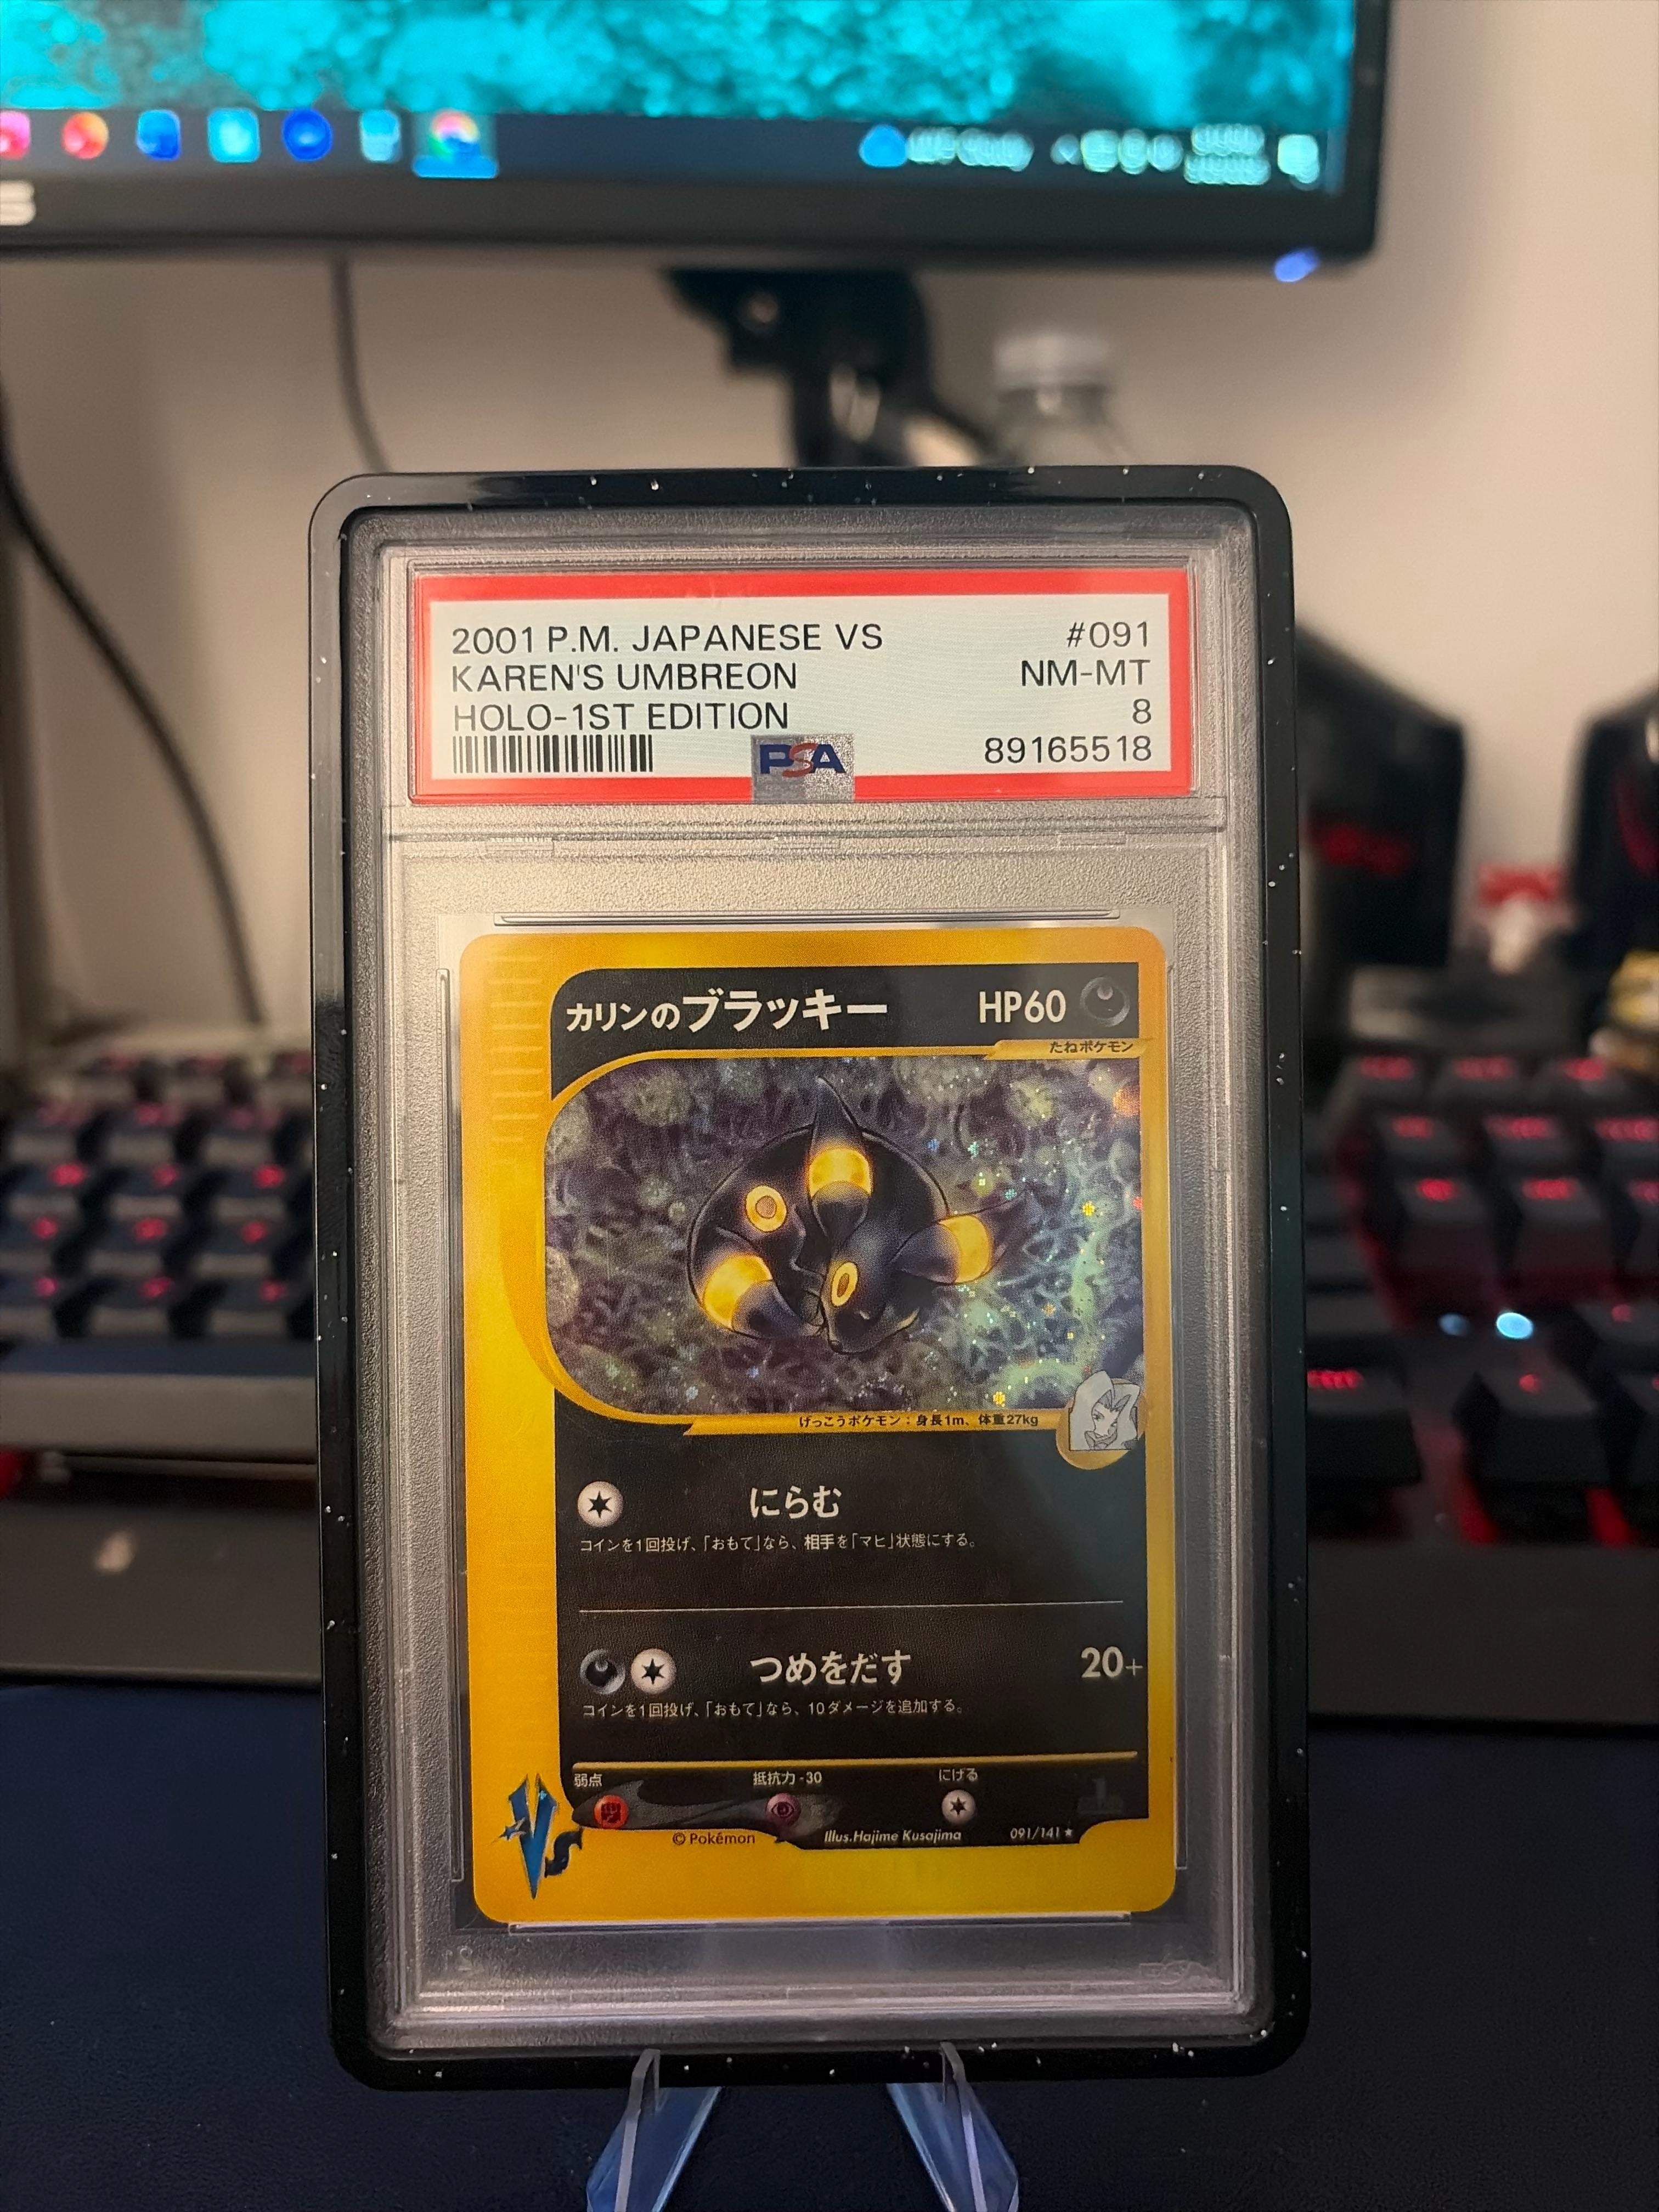 2001 P.M. JAPANESE VS #091
KAREN'S UMBREON NM-MT
HOLO-1ST EDITION 8
PSA 89165518
カリンのブラッキー HP60
たねポケモン
げっこうポケモン：身長1m、体重27kg
にらむ
コインを1回投げ、「おもて」なら、相手を「マヒ」状態にする。
つめをだす 20+
コインを1回投げ、「おもて」なら、10ダメージを追加する。
弱点 抵抗力-30 にげる
Vs
© Pokémon Illus.Hajime Kusajima 091/141★